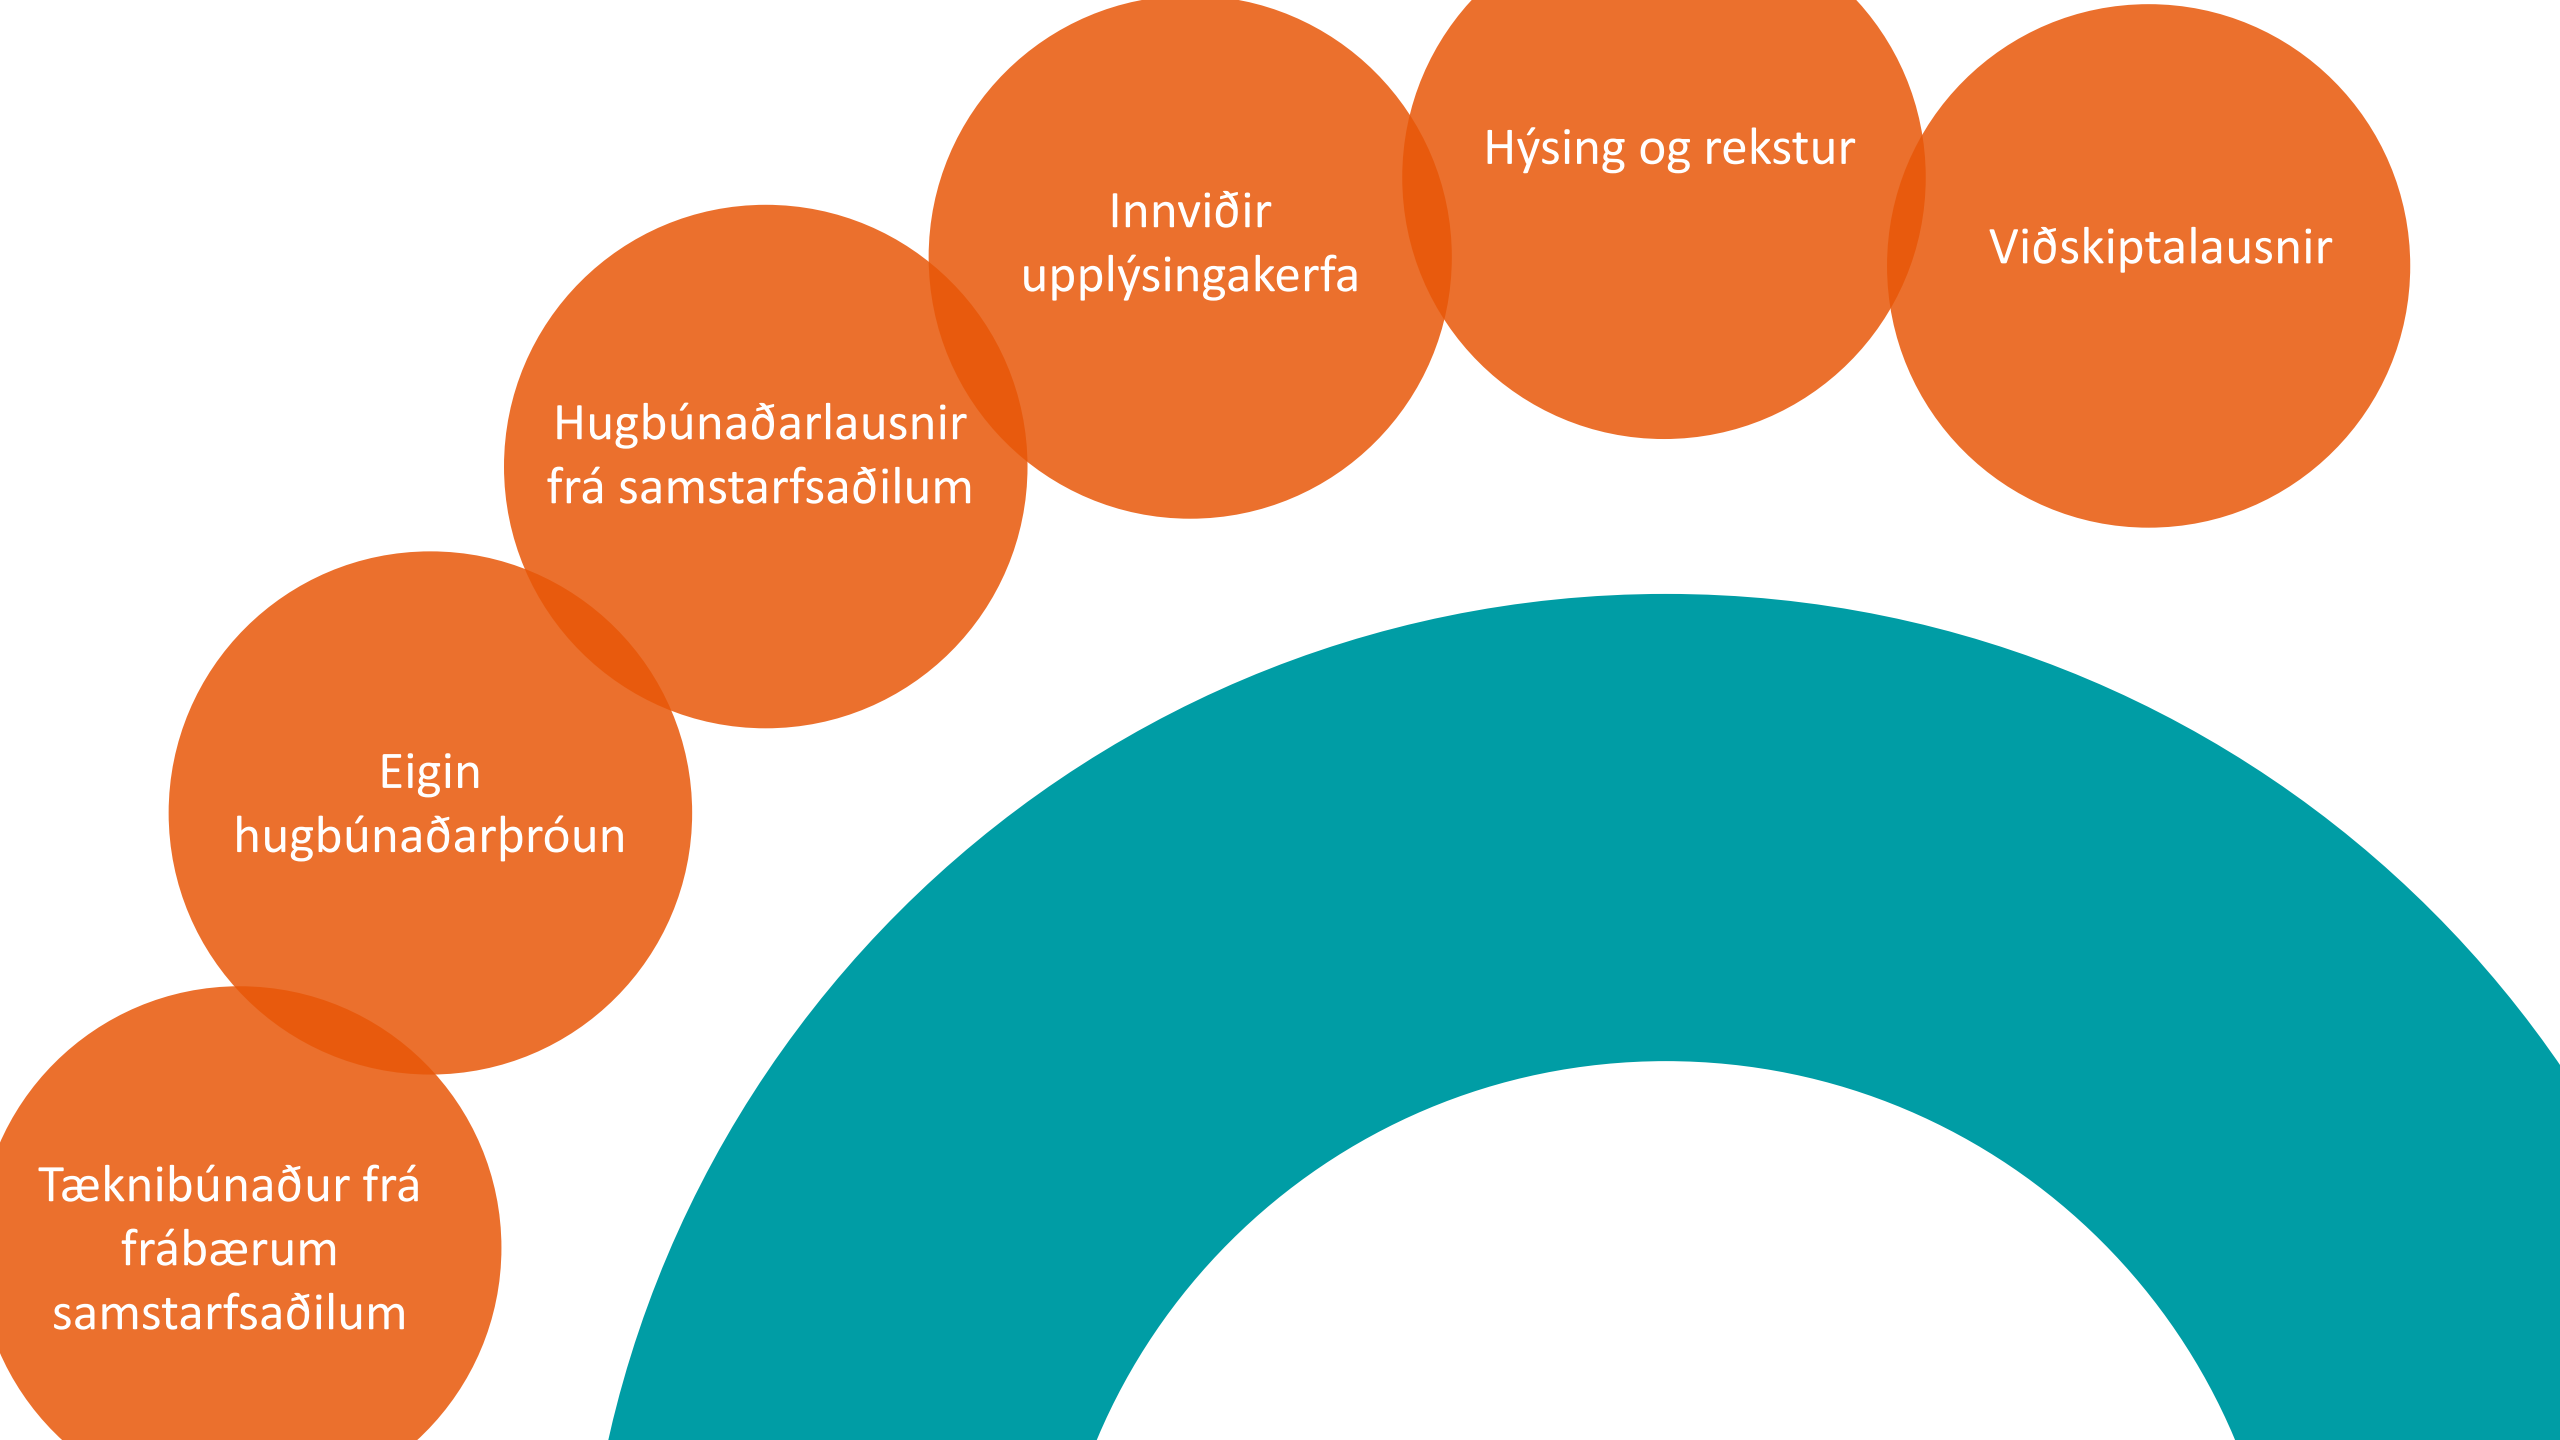 Tæknibúnaður frá
frábærum
samstarfsaðilum
Eigin
hugbúnaðarþróun
Hugbúnaðarlausnir
frá samstarfsaðilum
Innviðir
upplýsingakerfa
Hýsing og rekstur
Viðskiptalausnir